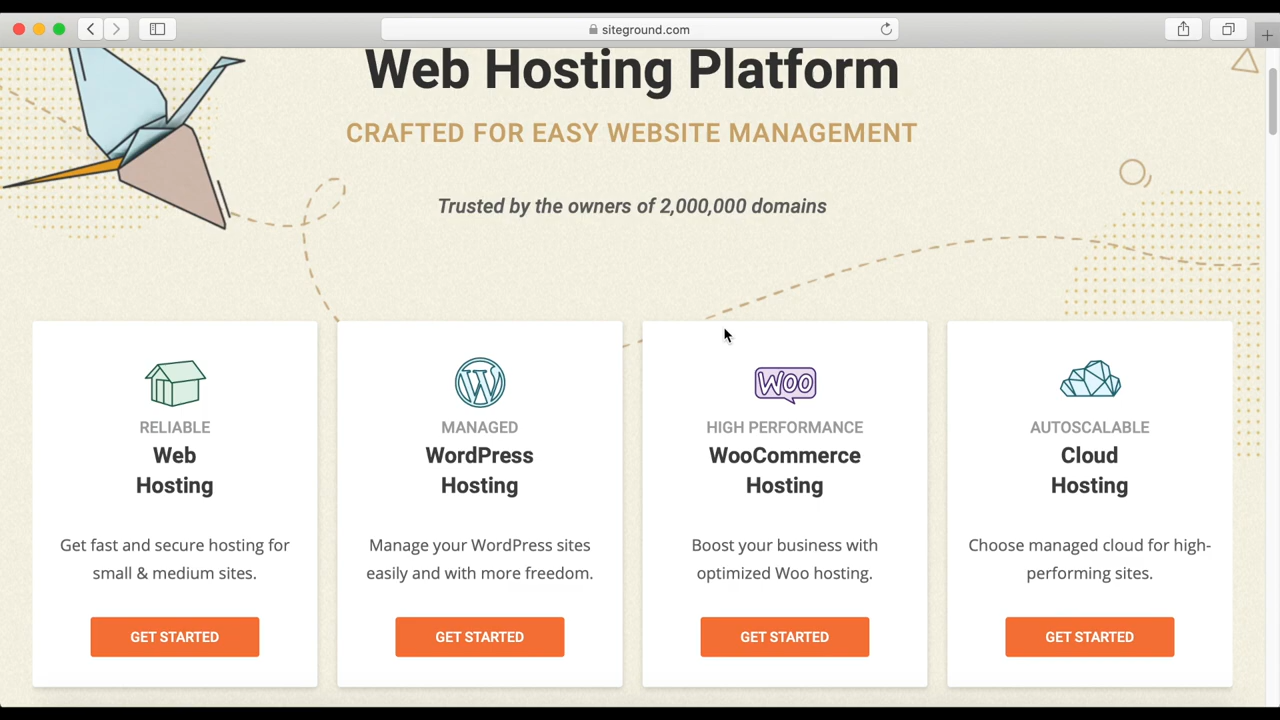 siteground.com
Web Hosting Platform
CRAFTED FOR EASY WEBSITE MANAGEMENT
Trusted by the owners of 2,000,000 domains
RELIABLE
Web
Hosting
Get fast and secure hosting for
small & medium sites.
GET STARTED
MANAGED
WordPress
Hosting
Manage your WordPress sites
easily and with more freedom.
GET STARTED
WOO
HIGH PERFORMANCE
WooCommerce
Hosting
Boost your business with
optimized Woo hosting.
GET STARTED
AUTOSCALABLE
Cloud
Hosting
Choose managed cloud for high-
performing sites.
GET STARTED